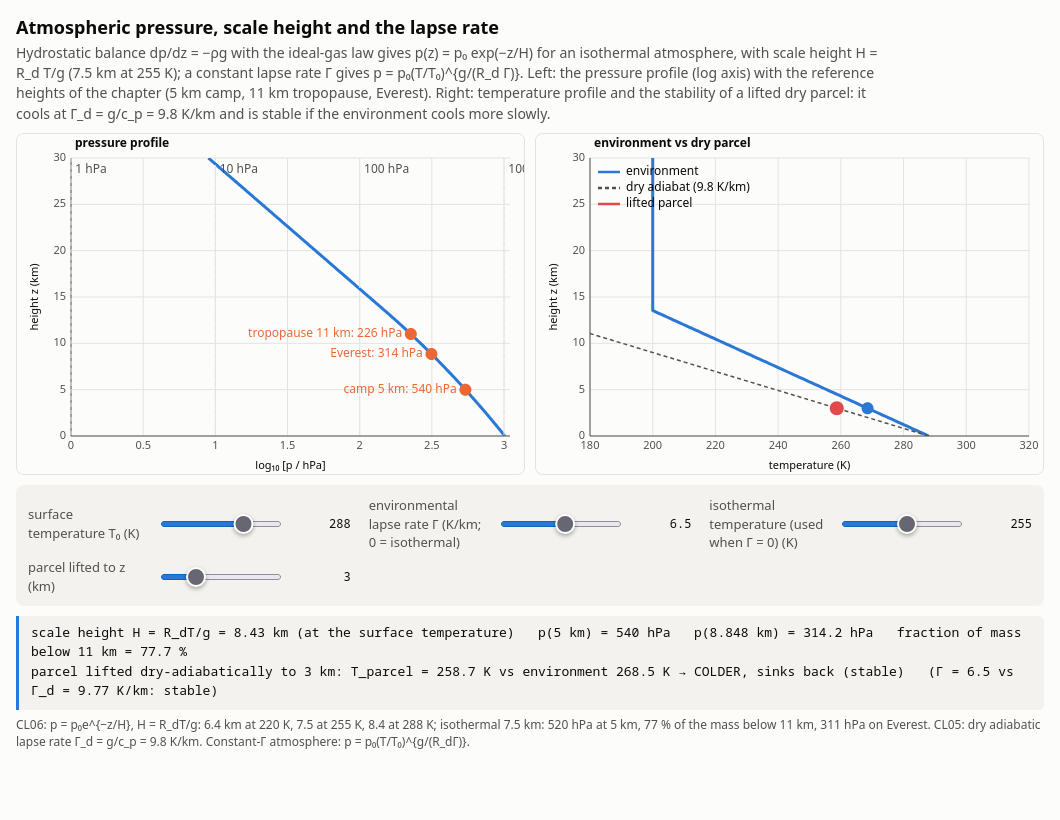 Atmospheric pressure, scale height and the lapse rate
Hydrostatic balance dp/dz = −ρg with the ideal-gas law gives p(z) = p₀ exp(−z/H) for an isothermal atmosphere, with scale height H =
R_d T/g (7.5 km at 255 K); a constant lapse rate Γ gives p = p₀(T/T₀)^{g/(R_d Γ)}. Left: the pressure profile (log axis) with the reference
heights of the chapter (5 km camp, 11 km tropopause, Everest). Right: temperature profile and the stability of a lifted dry parcel: it
cools at Γ_d = g/c_p = 9.8 K/km and is stable if the environment cools more slowly.
pressure profile
30
25
20
15
10
5
0
height z (km)
1 hPa
10 hPa
100 hPa
100
tropopause 11 km: 226 hPa
Everest: 314 hPa
camp 5 km: 540 hPa
0
0.5
1
1.5
2
2.5
3
log₁₀ [p / hPa]
environment vs dry parcel
30
25
20
15
10
5
0
height z (km)
environment
dry adiabat (9.8 K/km)
lifted parcel
180
200
220
240
260
280
300
320
temperature (K)
surface
temperature T₀ (K)
288
environmental
lapse rate Γ (K/km;
0 = isothermal)
6.5
isothermal
temperature (used
when Γ = 0) (K)
255
parcel lifted to z
(km)
3
scale height H = R_dT/g = 8.43 km (at the surface temperature) p(5 km) = 540 hPa p(8.848 km) = 314.2 hPa fraction of mass
below 11 km = 77.7 %
parcel lifted dry-adiabatically to 3 km: T_parcel = 258.7 K vs environment 268.5 K → COLDER, sinks back (stable) (Γ = 6.5 vs
Γ_d = 9.77 K/km: stable)
CL06: p = p₀e^{−z/H}, H = R_dT/g: 6.4 km at 220 K, 7.5 at 255 K, 8.4 at 288 K; isothermal 7.5 km: 520 hPa at 5 km, 77 % of the mass below 11 km, 311 hPa on Everest. CL05: dry adiabatic
lapse rate Γ_d = g/c_p = 9.8 K/km. Constant-Γ atmosphere: p = p₀(T/T₀)^{g/(R_dΓ)}.